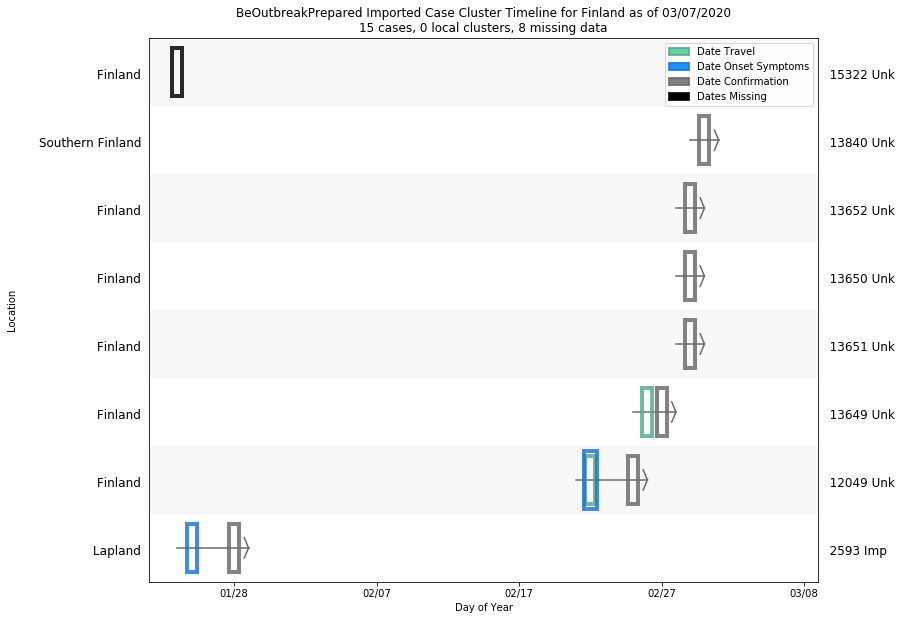 BeOutbreakPrepared Imported Case Cluster Timeline for Finland as of 03/07/2020
15 cases, 0 local clusters, 8 missing data
Date Travel
Date Onset Symptoms
Date Confirmation
Dates Missing
Finland
15322 Unk
Southern Finland
13840 Unk
Finland
13652 Unk
Finland
13650 Unk
Finland
13651 Unk
Finland
13649 Unk
Finland
12049 Unk
Lapland
2593 Imp
Location
01/28
02/07
02/17
02/27
03/08
Day of Year